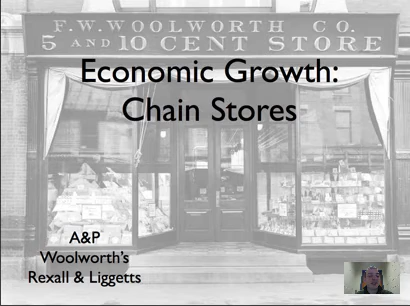 F.W. WOOLWORTH CO.
5 AND 10 CENT STORE
Economic Growth:
Chain Stores
A&P
Woolworth's
Rexall & Liggetts